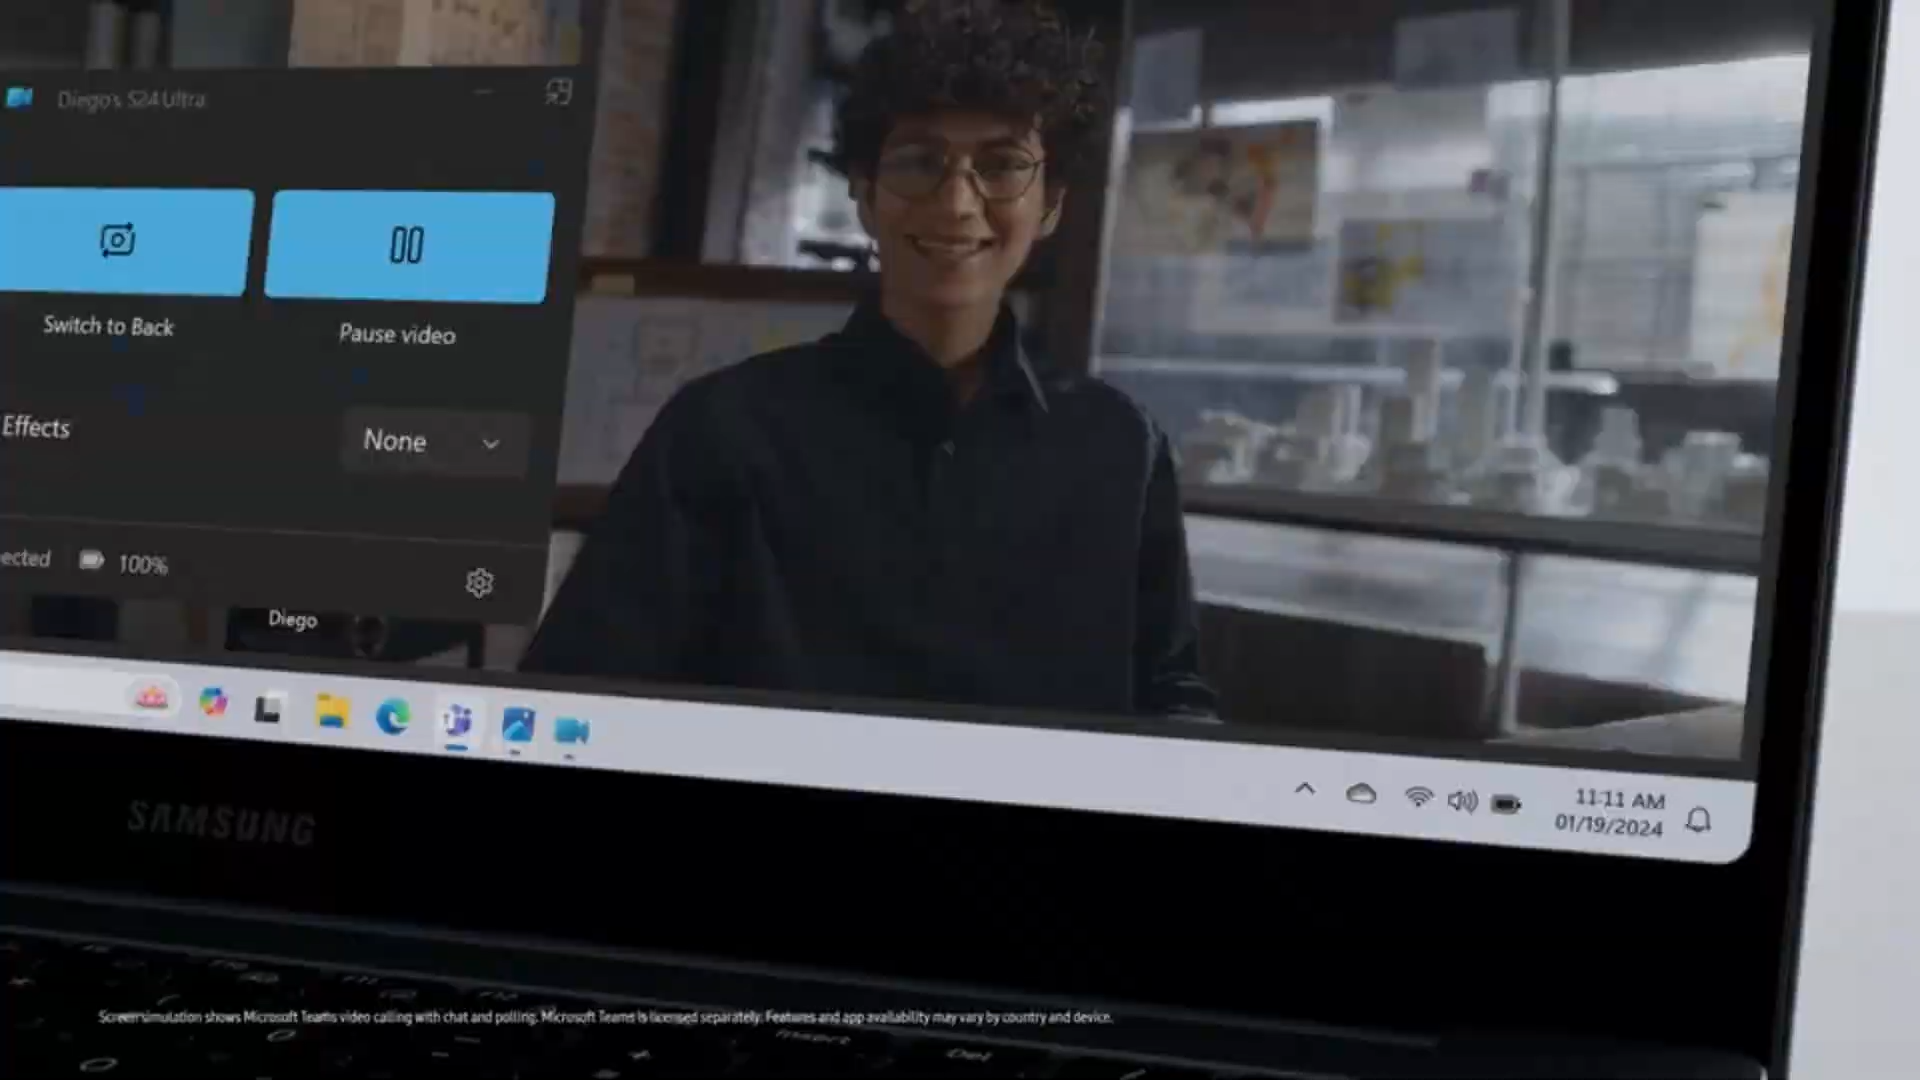 Diego's S24 Ultra
Switch to Back
Pause video
Effects
None
ected
100%
Diego
11:11 AM
01/19/2024
SAMSUNG
Screen simulation shows Microsoft Teams video calling with chat and polling. Microsoft Teams is licensed separately. Features and app availability may vary by country and device.
Insert
Del